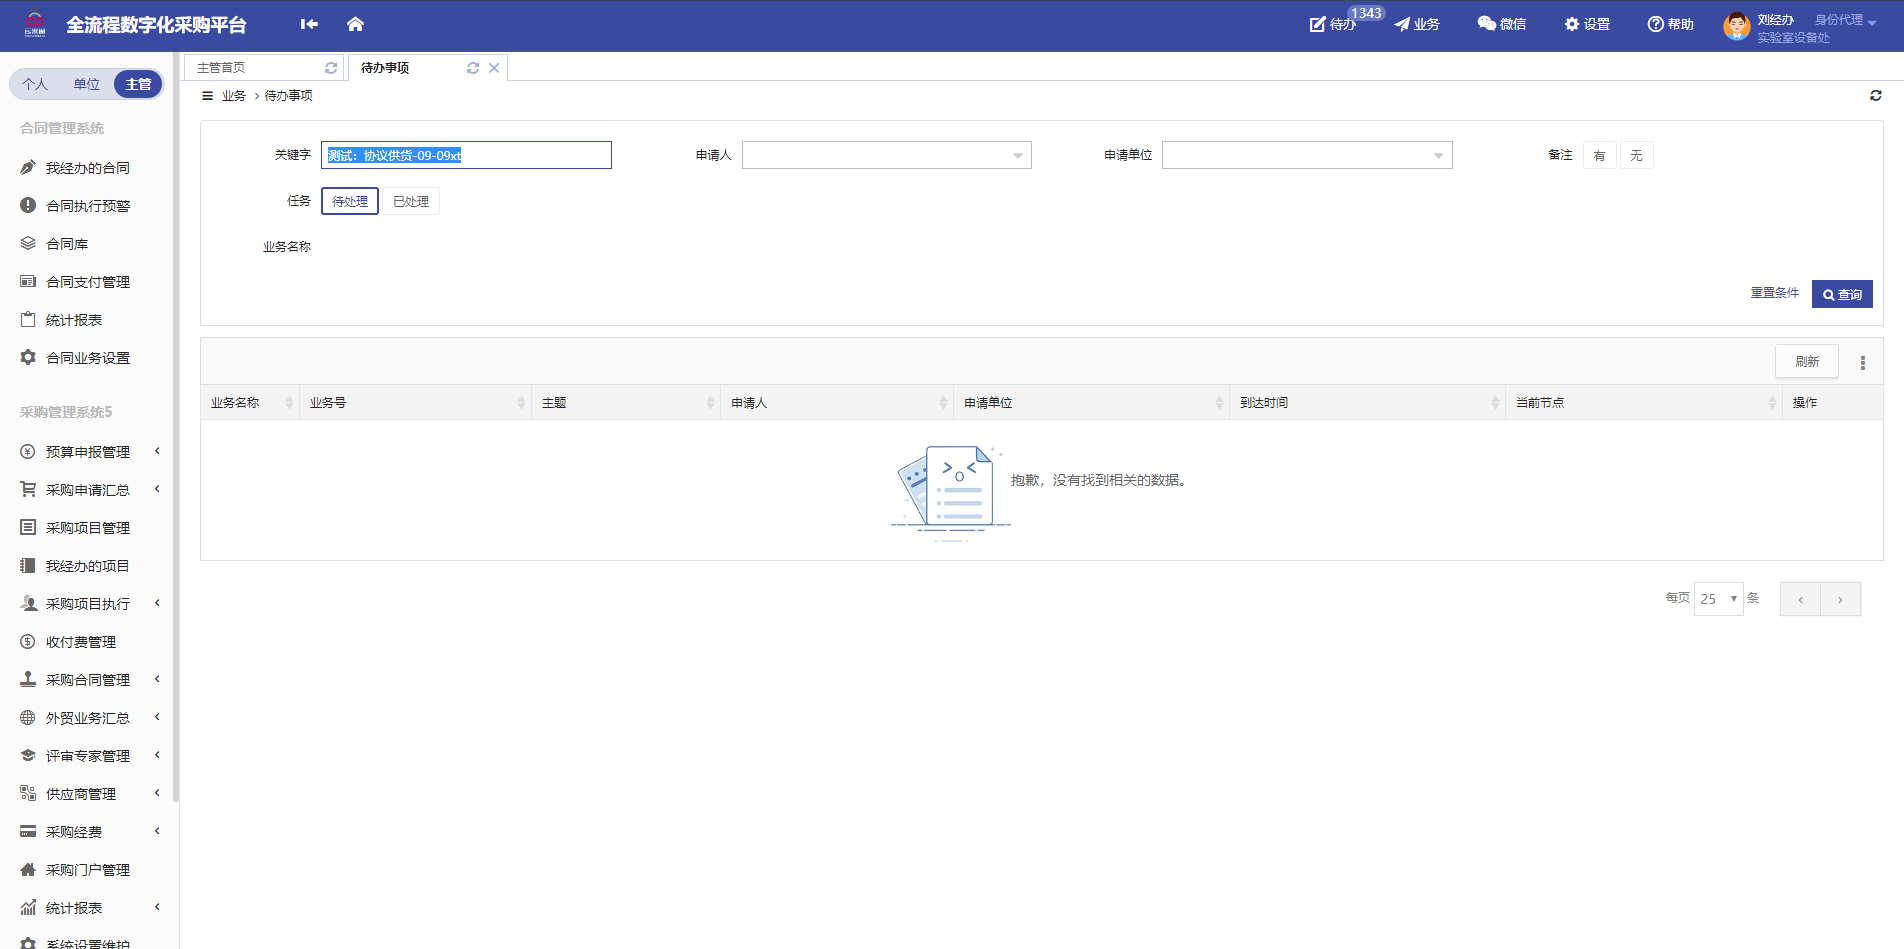 全流程数字化采购平台
待办
1343
业务
微信
设置
帮助
刘经办
身份代理
实验室设备处
个人
单位
主管
主管首页
待办事项
业务 > 待办事项
合同管理系统
我经办的合同
合同执行预警
合同库
合同支付管理
统计报表
合同业务设置
采购管理系统5
预算申报管理
采购申请汇总
采购项目管理
我经办的项目
采购项目执行
收付费管理
采购合同管理
外贸业务汇总
评审专家管理
供应商管理
采购经费
采购门户管理
统计报表
系统设置维护
关键字
测试：协议供货-09-09xt
申请人
申请单位
备注
有
无
任务
待处理
已处理
业务名称
重置条件
查询
刷新
业务名称
业务号
主题
申请人
申请单位
到达时间
当前节点
操作
抱歉，没有找到相关的数据。
每页
25
条